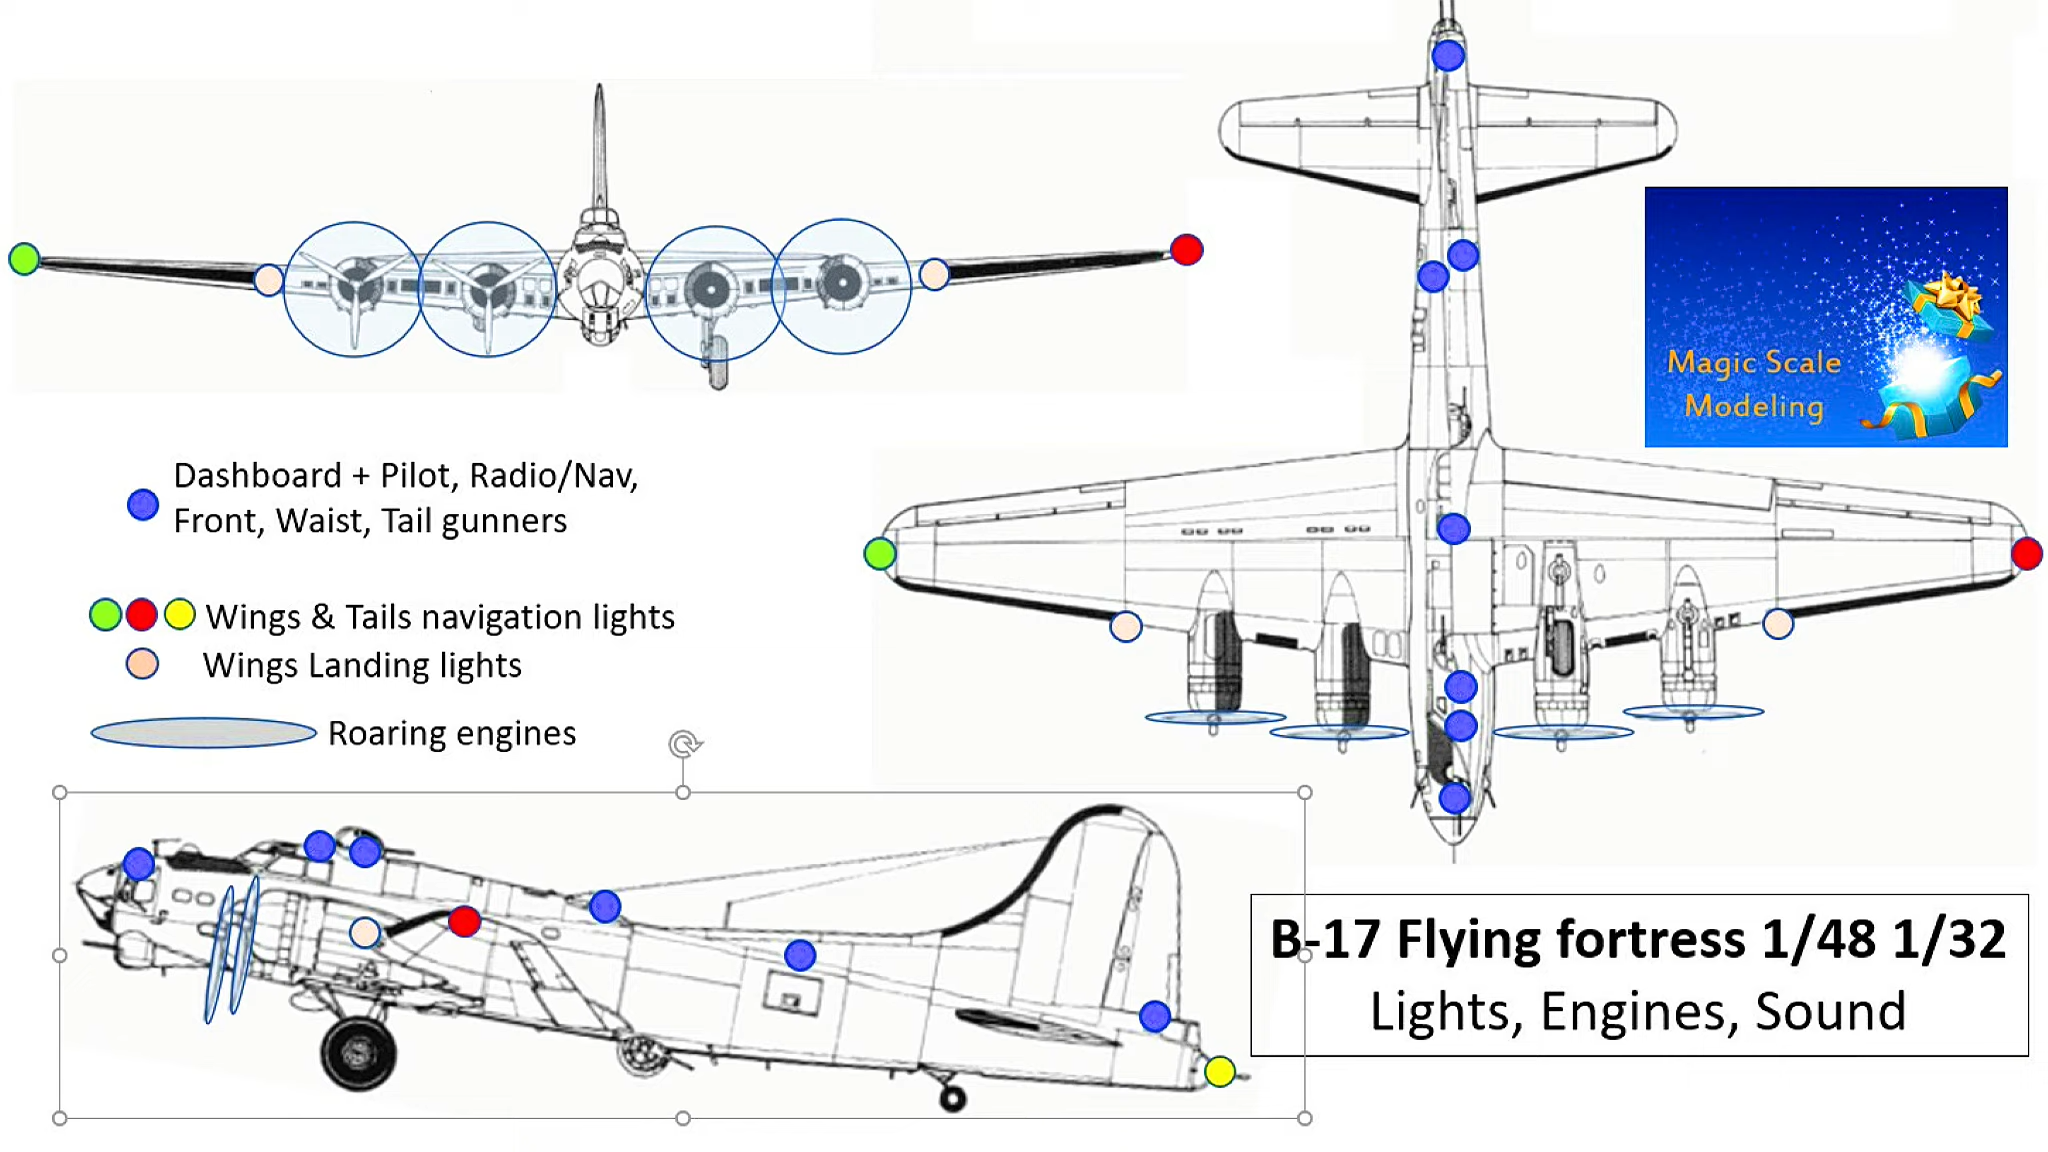 Magic Scale
Modeling
Dashboard + Pilot, Radio/Nav,
Front, Waist, Tail gunners
Wings & Tails navigation lights
Wings Landing lights
Roaring engines
B-17 Flying fortress 1/48 1/32
Lights, Engines, Sound